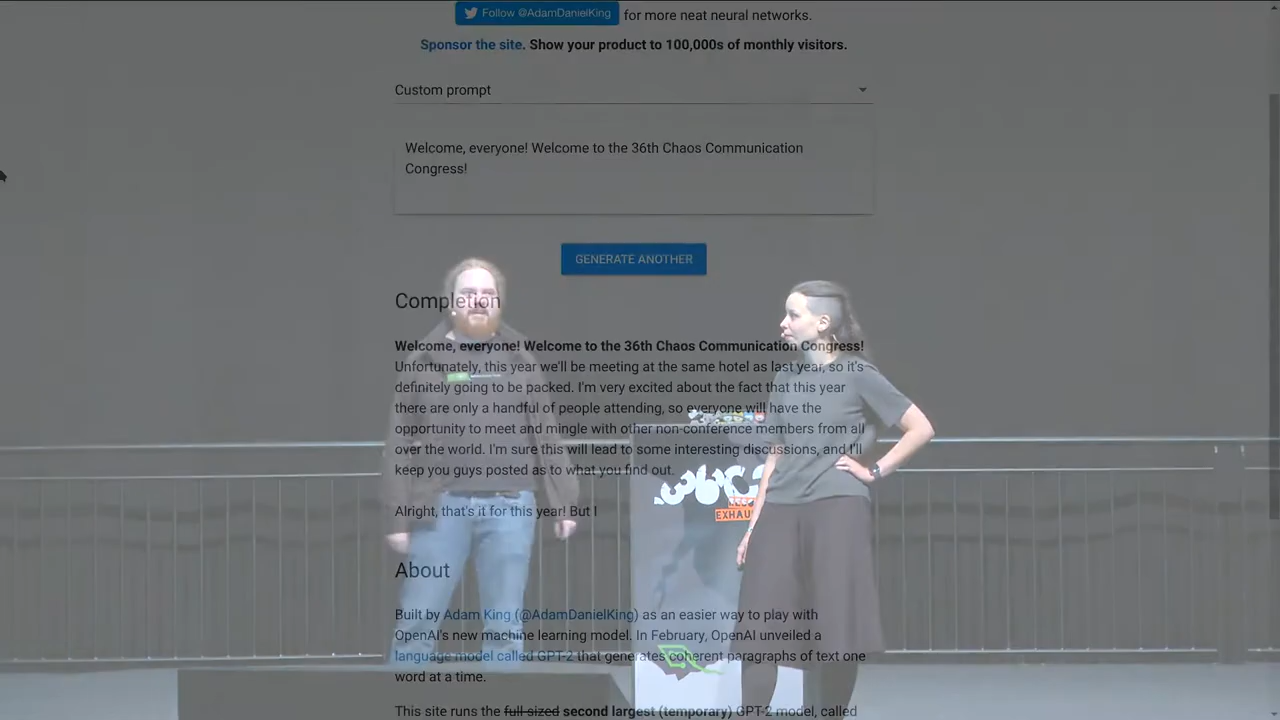 Follow @AdamDanielKing for more neat neural networks.
Sponsor the site. Show your product to 100,000s of monthly visitors.
Custom prompt
Welcome, everyone! Welcome to the 36th Chaos Communication
Congress!
GENERATE ANOTHER
Completion
Welcome, everyone! Welcome to the 36th Chaos Communication Congress!
Unfortunately, this year we'll be meeting at the same hotel as last year, so it's
definitely going to be packed. I'm very excited about the fact that this year
there are only a handful of people attending, so everyone will have the
opportunity to meet and mingle with other non-conference members from all
over the world. I'm sure this will lead to some interesting discussions, and I'll
keep you guys posted as to what you find out.
Alright, that's it for this year! But I
About
Built by Adam King (@AdamDanielKing) as an easier way to play with
OpenAI's new machine learning model. In February, OpenAI unveiled a
language model called GPT-2 that generates coherent paragraphs of text one
word at a time.
This site runs the full-sized second largest (temporary) GPT-2 model, called